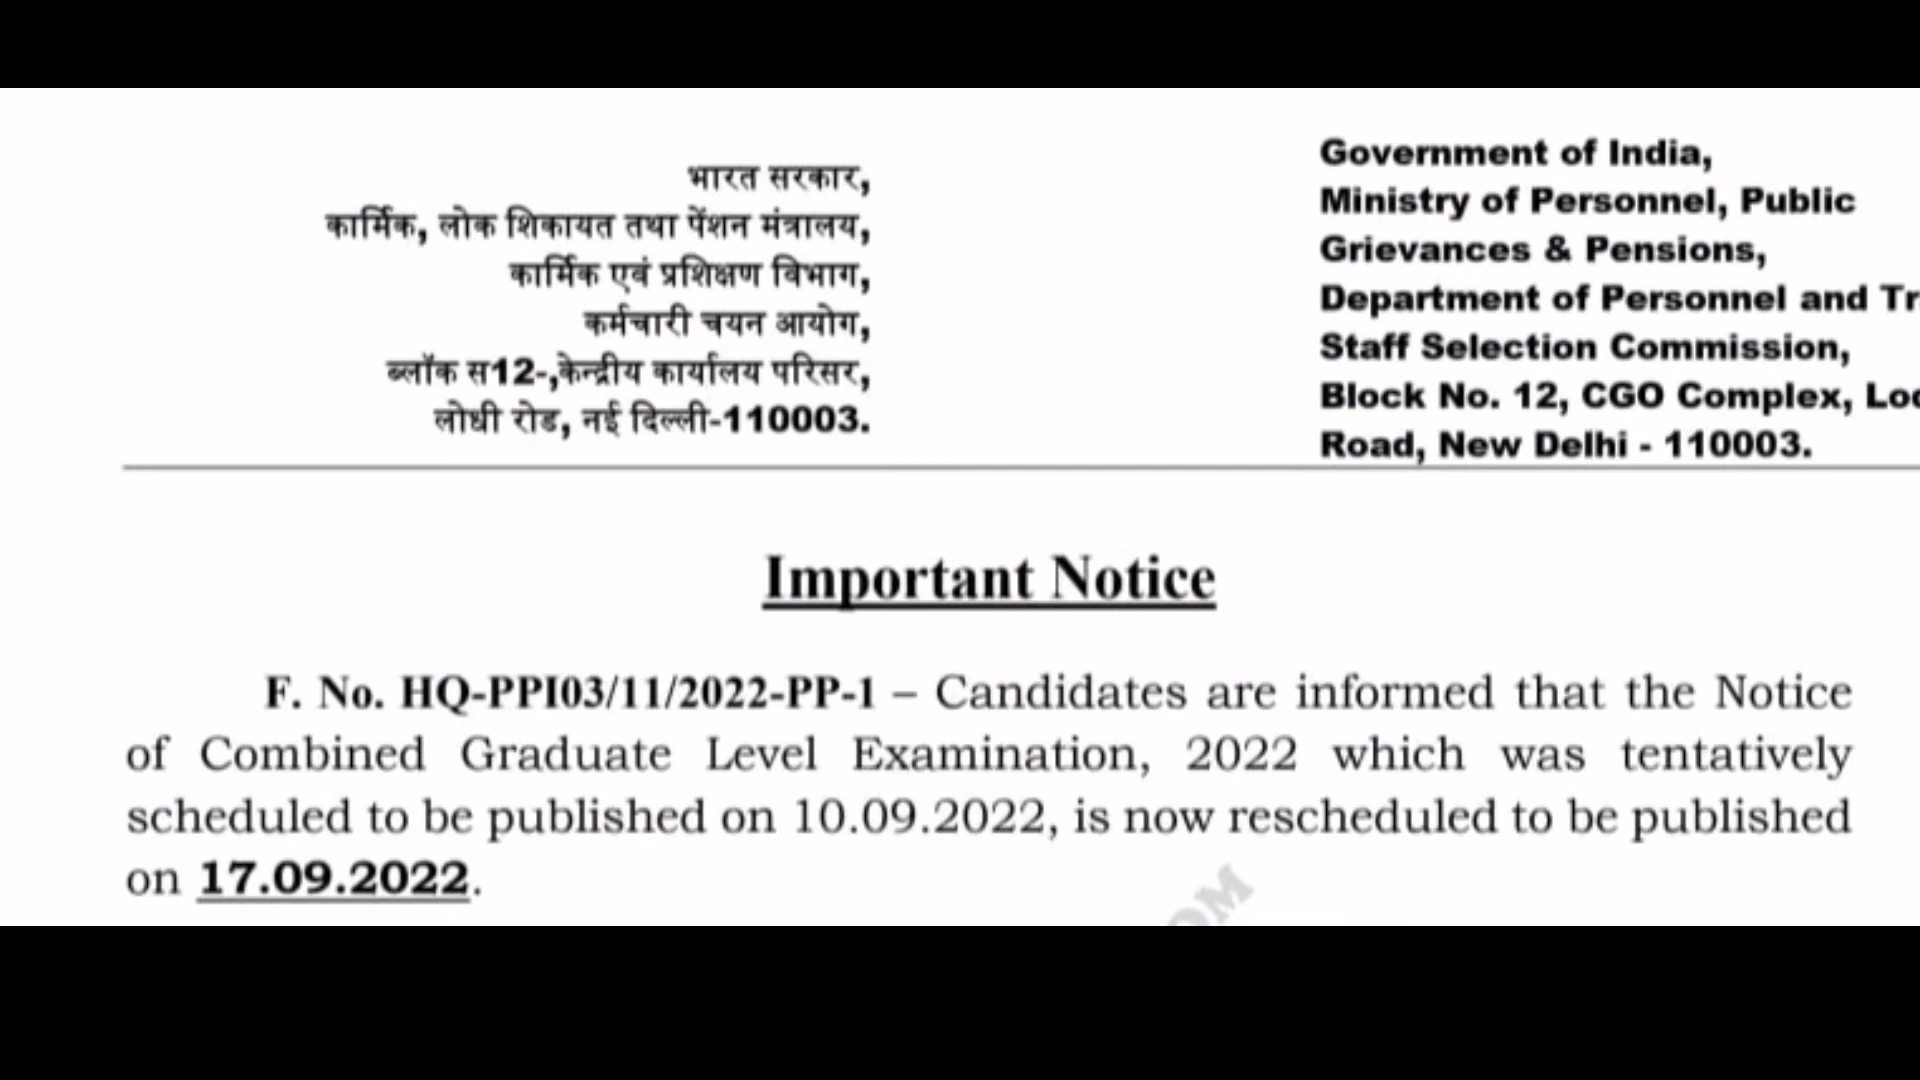 भारत सरकार,
कार्मिक, लोक शिकायत तथा पेंशन मंत्रालय,
कार्मिक एवं प्रशिक्षण विभाग,
कर्मचारी चयन आयोग,
ब्लॉक स12-,केन्द्रीय कार्यालय परिसर,
लोधी रोड, नई दिल्ली-110003.
Government of India,
Ministry of Personnel, Public
Grievances & Pensions,
Department of Personnel and Tr
Staff Selection Commission,
Block No. 12, CGO Complex, Lo
Road, New Delhi - 110003.
Important Notice
F. No. HQ-PPI03/11/2022-PP-1 – Candidates are informed that the Notice
of Combined Graduate Level Examination, 2022 which was tentatively
scheduled to be published on 10.09.2022, is now rescheduled to be published
on 17.09.2022.
OM